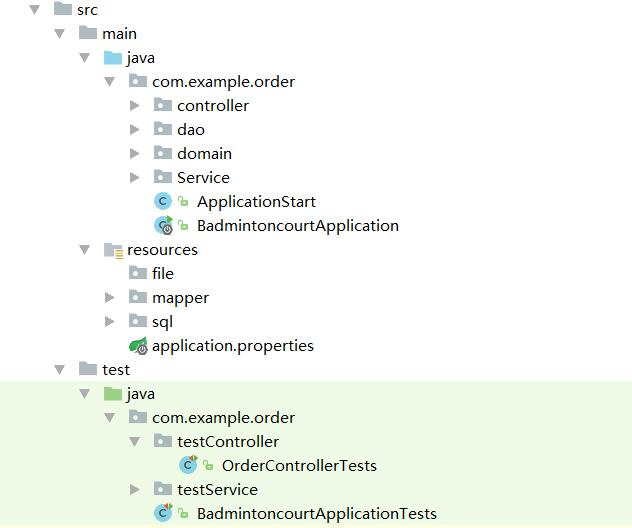 src
main
java
com.example.order
controller
dao
domain
Service
ApplicationStart
BadmintoncourtApplication
resources
file
mapper
sql
application.properties
test
java
com.example.order
testController
OrderControllerTests
testService
BadmintoncourtApplicationTests